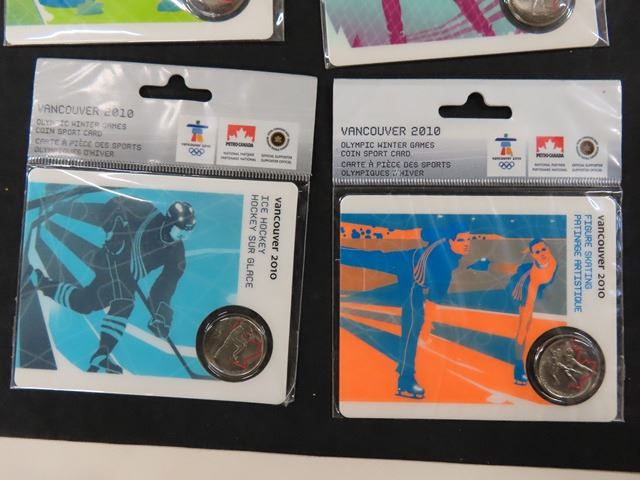 VANCOUVER 2010
OLYMPIC WINTER GAMES
COIN SPORT CARD
CARTE À PIÈCE DES SPORTS
OLYMPIQUES D'HIVER
PETRO-CANADA
vancouver 2010
ICE HOCKEY
HOCKEY SUR GLACE
VANCOUVER 2010
OLYMPIC WINTER GAMES
COIN SPORT CARD
CARTE À PIÈCE DES SPORTS
OLYMPIQUES D'HIVER
PETRO-CANADA
vancouver 2010
FIGURE SKATING
PATINAGE ARTISTIQUE